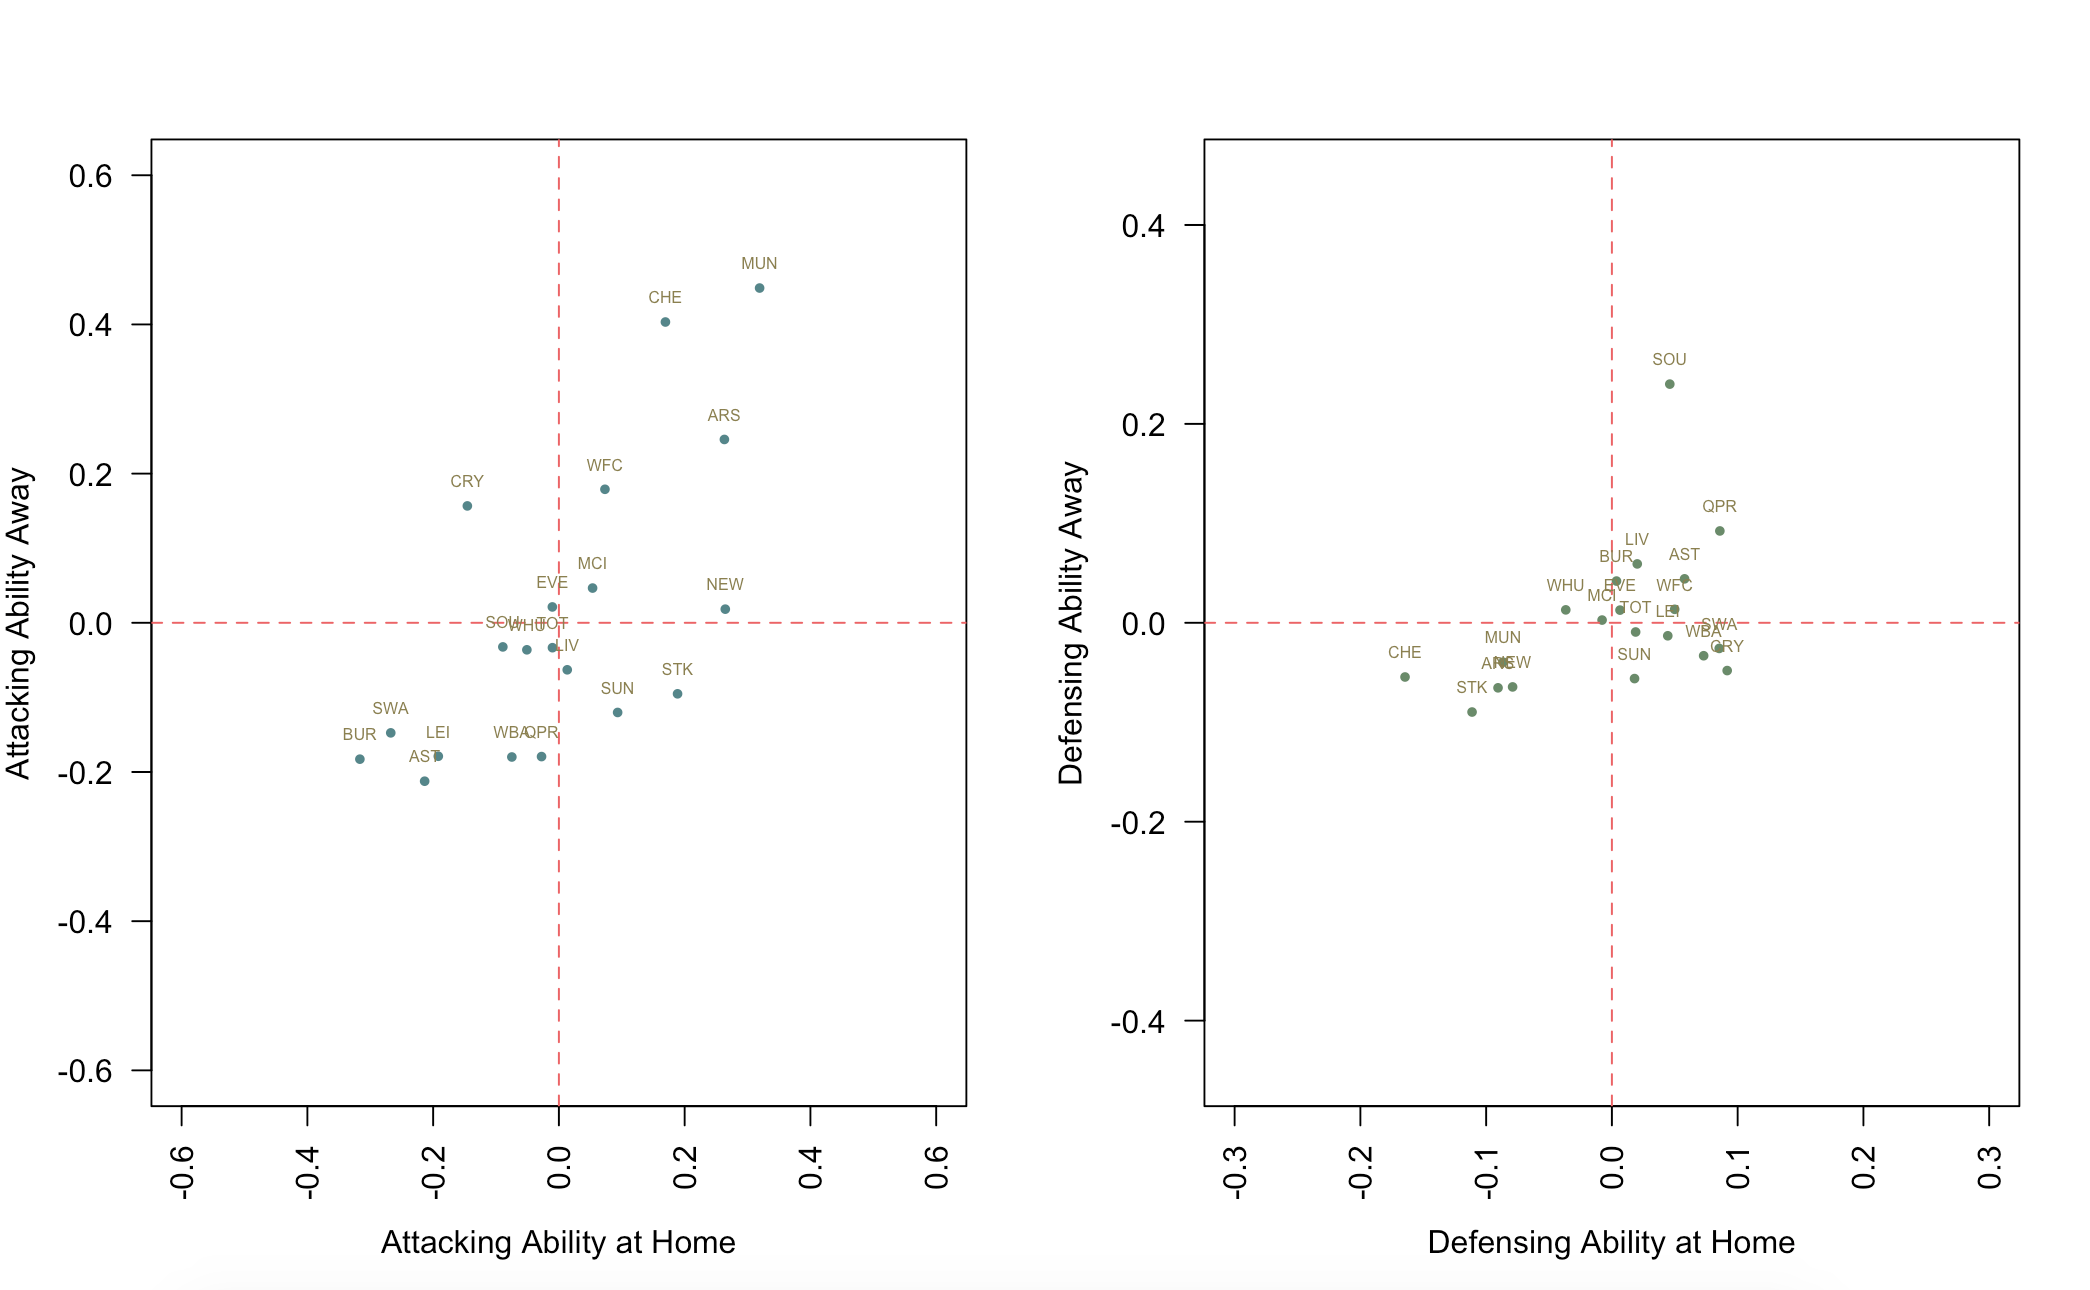 0.6
0.4
0.2
0.0
-0.2
-0.4
-0.6
Attacking Ability Away
MUN
CHE
ARS
WFC
CRY
MCI
EVE
NEW
SOU
WHU
TOT
LIV
STK
SUN
SWA
BUR
LEI
WBA
QPR
AST
-0.6
-0.4
-0.2
0.0
0.2
0.4
0.6
Attacking Ability at Home
0.4
0.2
0.0
-0.2
-0.4
Defensing Ability Away
SOU
QPR
LIV
BUR
AST
WHU
EVE
WFC
MCI
TOT
LEI
SWA
WBA
MUN
CRY
CHE
SUN
ARS
NEW
STK
-0.3
-0.2
-0.1
0.0
0.1
0.2
0.3
Defensing Ability at Home